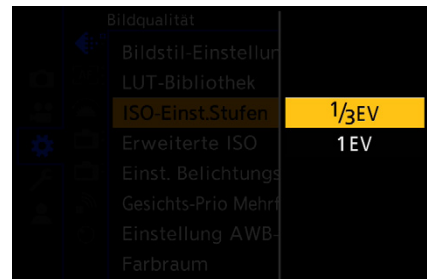 Bildqualität
Bildstil-Einstellun
LUT-Bibliothek
ISO-Einst.Stufen
1/3EV
Erweiterte ISO
1EV
Einst. Belichtungs
Gesichts-Prio Mehrf
Einstellung AWB-
Farbraum